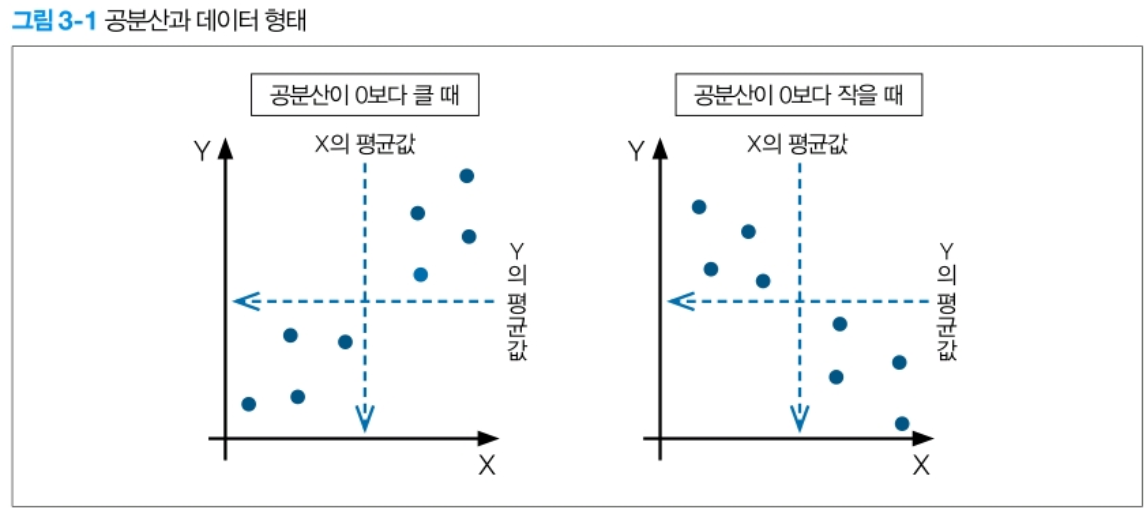 그림 3-1 공분산과 데이터 형태
공분산이 0보다 클 때
X의 평균값
Y
Y의 평균값
X
공분산이 0보다 작을 때
X의 평균값
Y
Y의 평균값
X